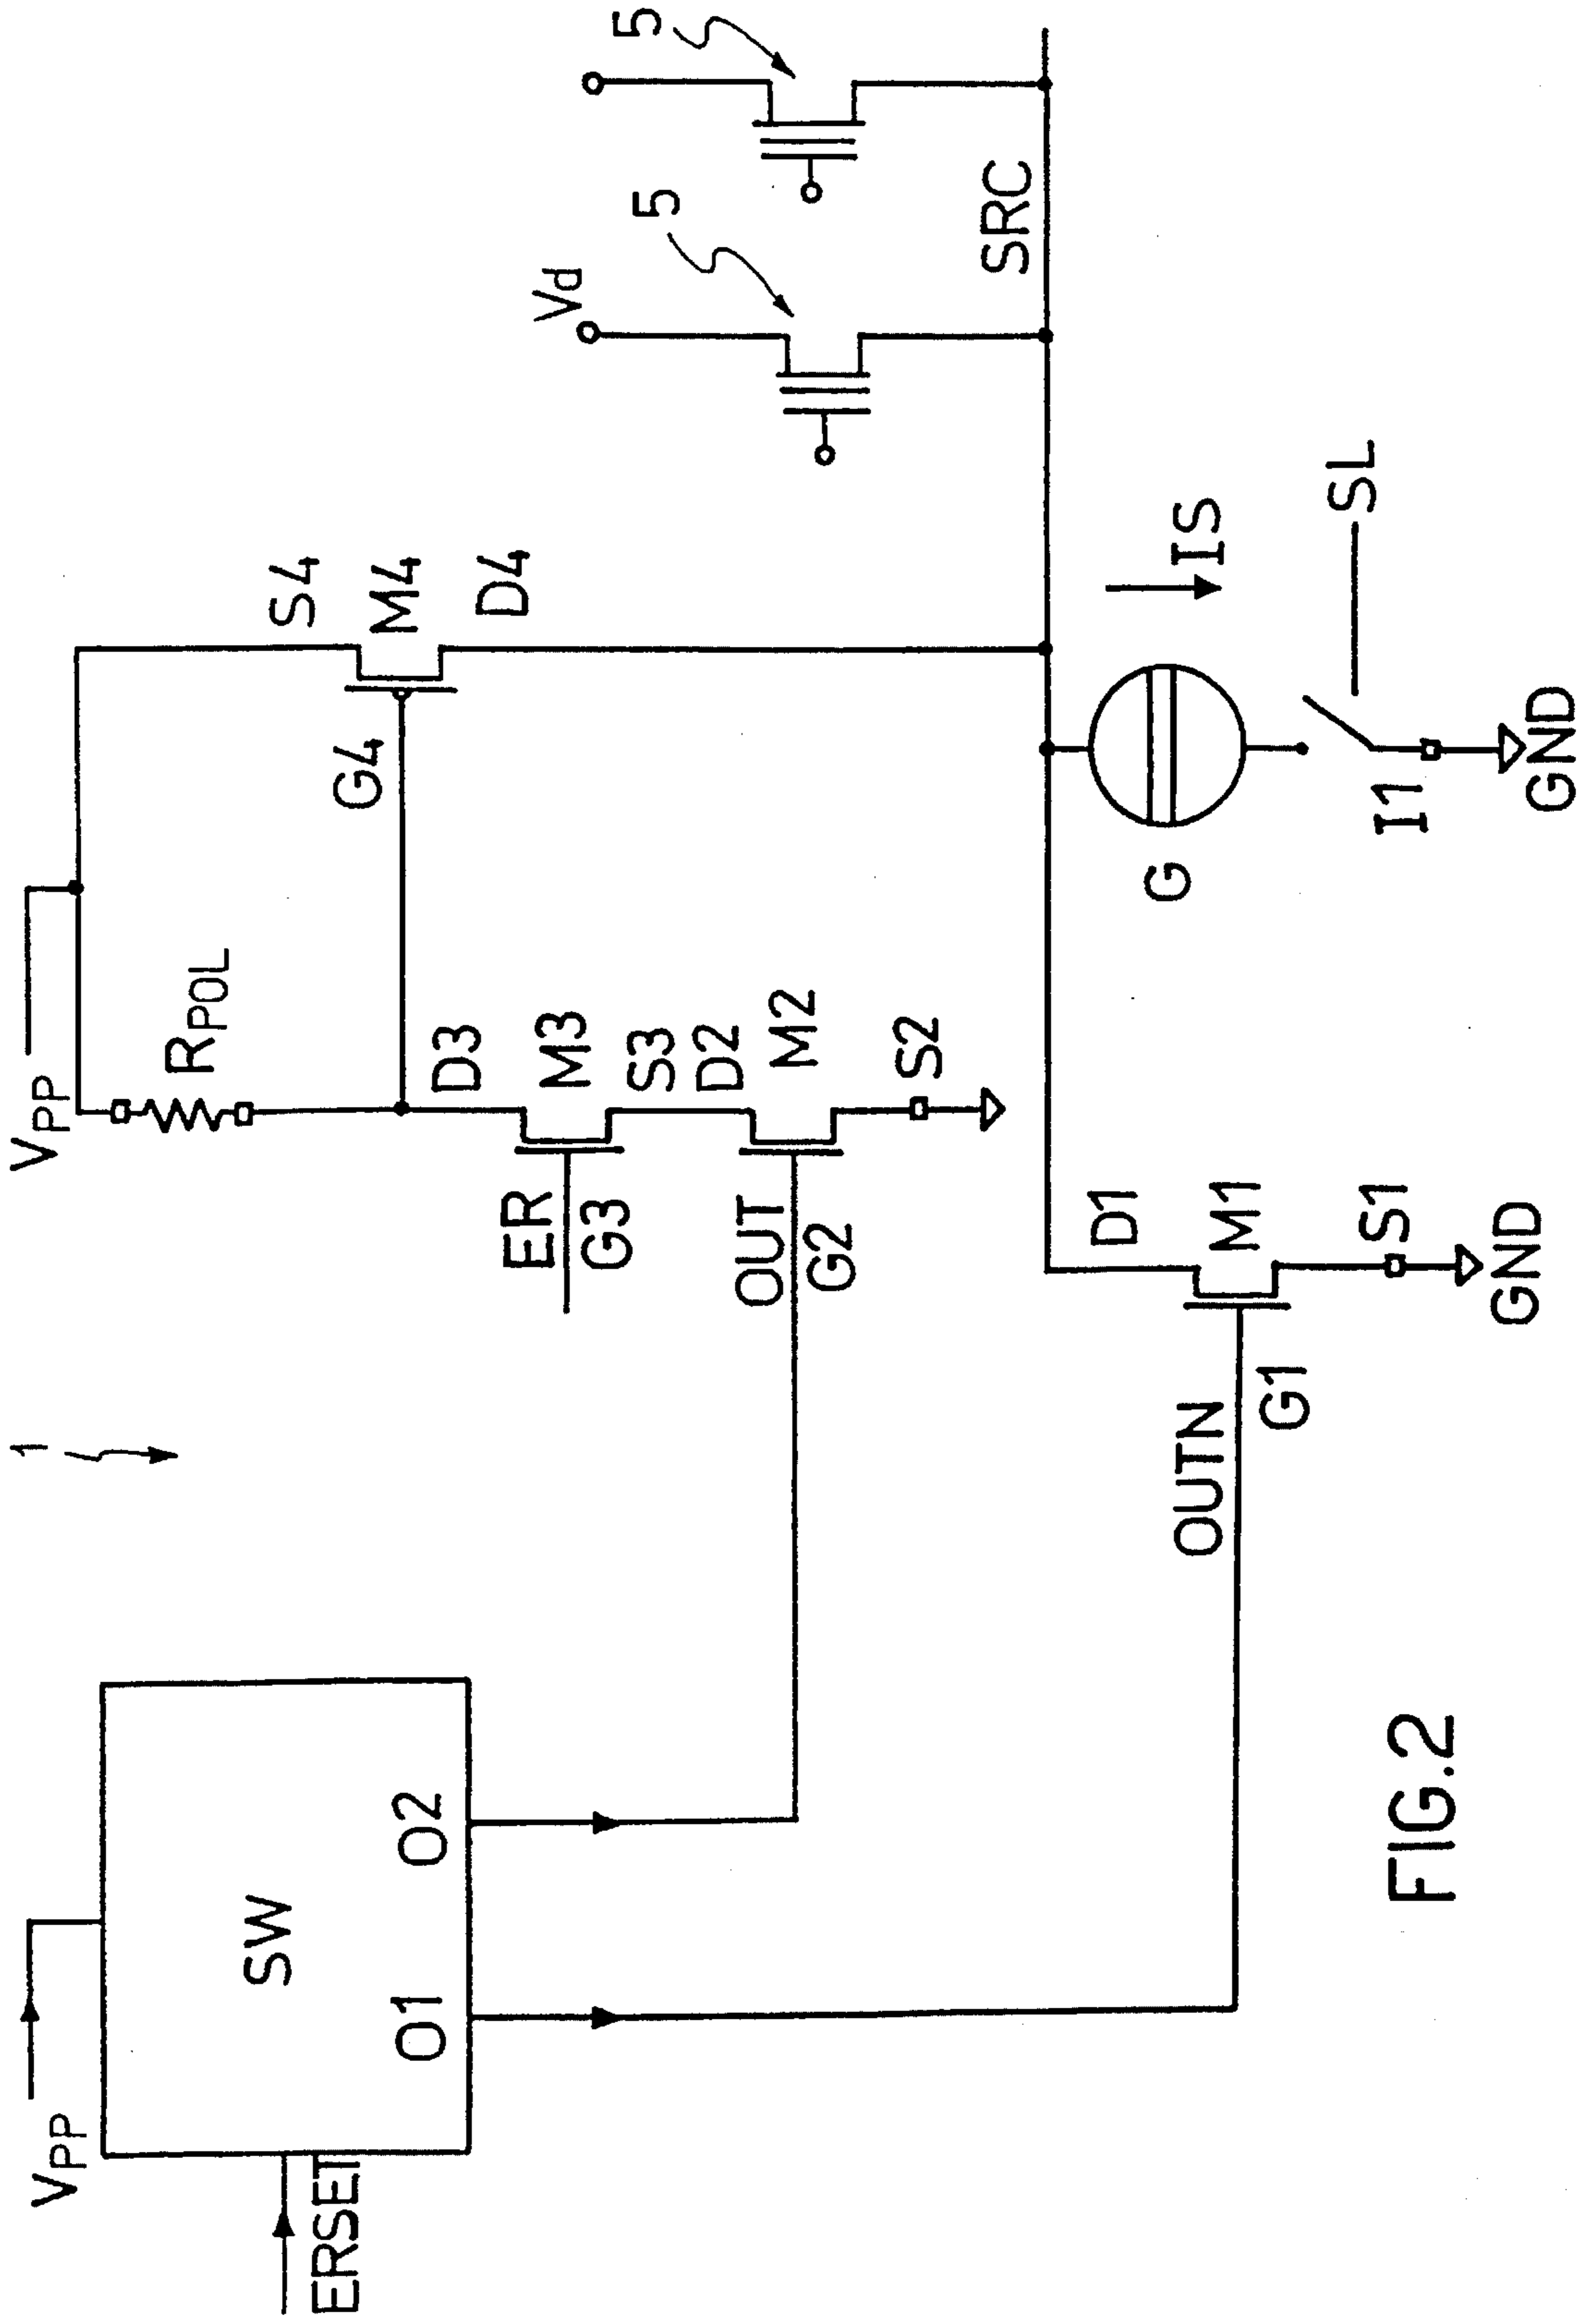 1
VPP
VPP
ERSET
SW
O1
O2
RPOL
D3
M3
S3
D2
M2
S2
ER
G3
OUT
G2
S4
M4
D4
G4
Vd
5
5
SRC
OUTN
G1
D1
M1
S1
GND
G
IS
SL
I1
GND
FIG.2